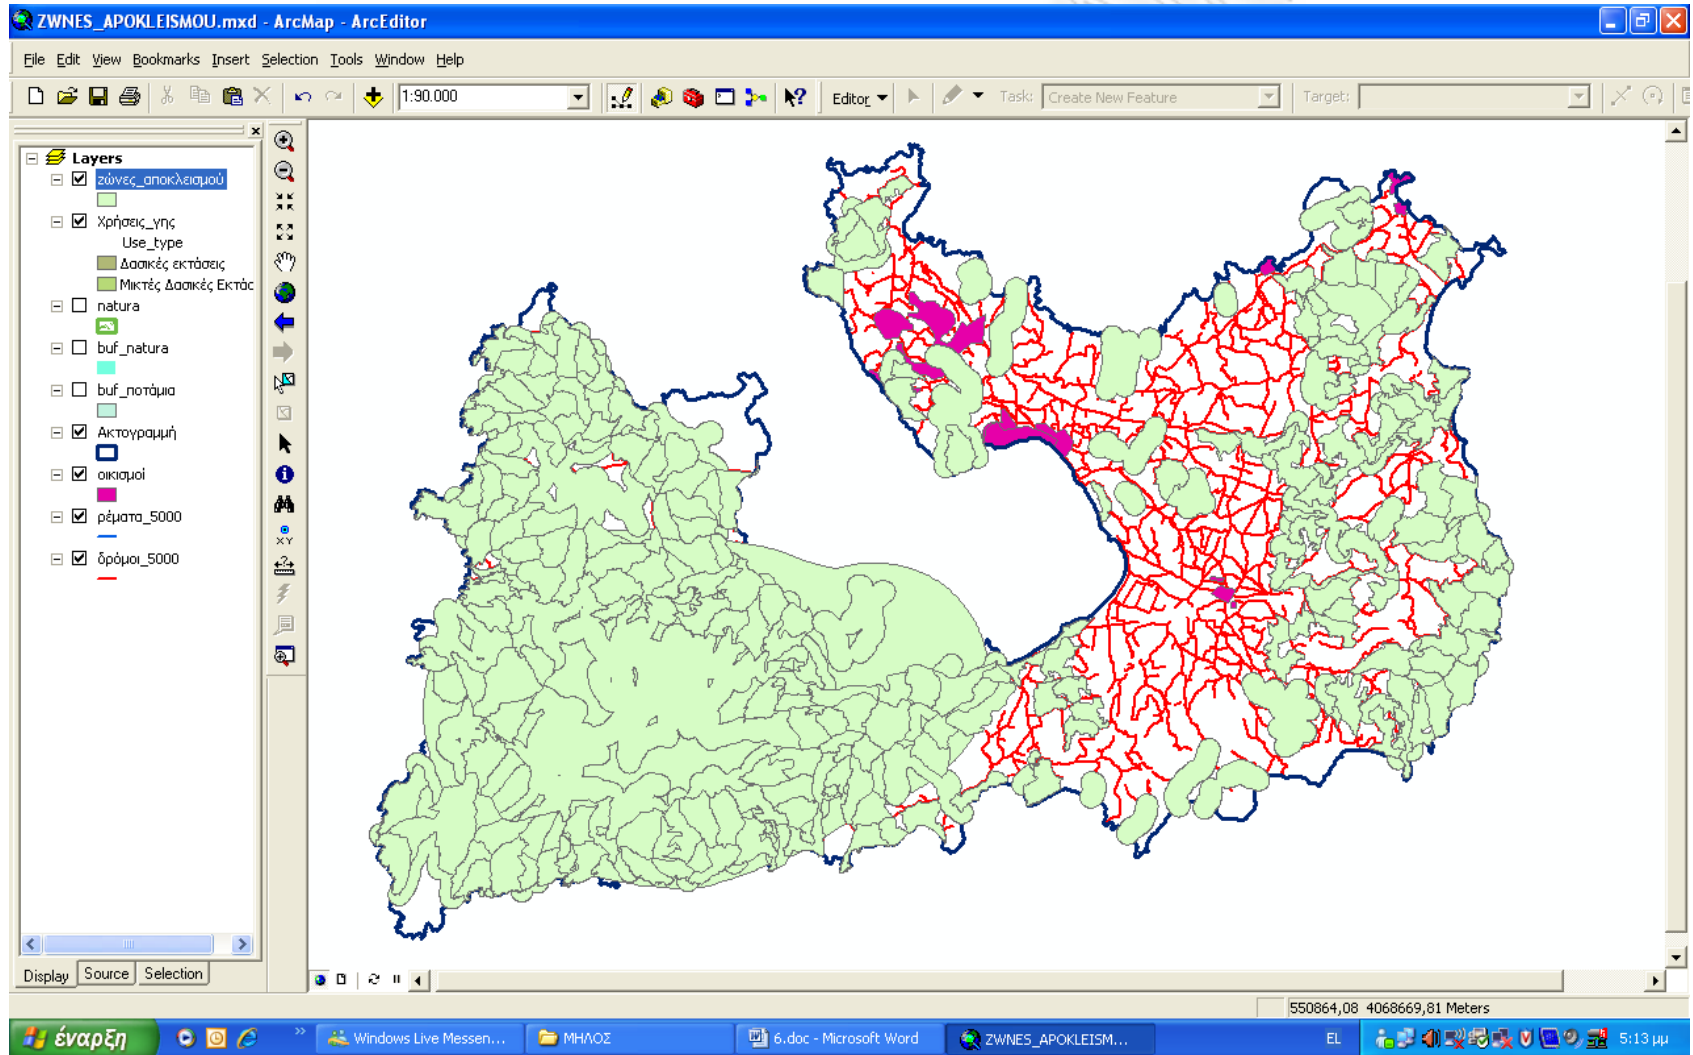 ZWNES_APOKLEISMOU.mxd - ArcMap - ArcEditor
File Edit View Bookmarks Insert Selection Tools Window Help
1:90.000
Editor
Task:
Create New Feature
Target:
Layers
ζώνες_αποκλεισμού
Χρήσεις_γης
Use_type
Δασικές εκτάσεις
Μικτές Δασικές Εκτάς
natura
buf_natura
buf_ποτάμια
Ακτογραμμή
οικισμοί
ρέματα_5000
δρόμοι_5000
XY
Display Source Selection
550864,08 4068669,81 Meters
έναρξη
Windows Live Messen...
ΜΗΛΟΣ
6.doc - Microsoft Word
ZWNES_APOKLEISM...
EL
5:13 μμ